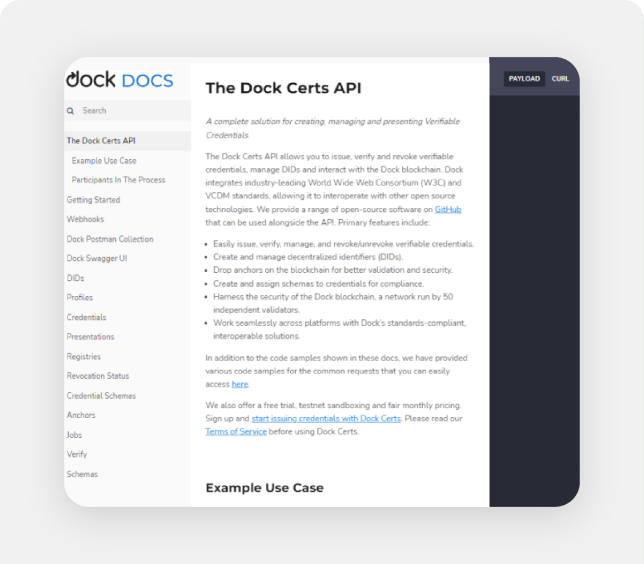 dock DOCS
Search
The Dock Certs API
Example Use Case
Participants In The Process
Getting Started
Webhooks
Dock Postman Collection
Dock Swagger UI
DIDs
Profiles
Credentials
Presentations
Registries
Revocation Status
Credential Schemas
Anchors
Jobs
Verify
Schemas
The Dock Certs API
A complete solution for creating, managing and presenting Verifiable
Credentials
The Dock Certs API allows you to issue, verify and revoke verifiable
credentials, manage DIDs and interact with the Dock blockchain. Dock
integrates industry-leading World Wide Web Consortium (W3C) and
VCDM standards, allowing it to interoperate with other open source
technologies. We provide a range of open-source software on GitHub
that can be used alongside the API. Primary features include:
• Easily issue, verify, manage, and revoke/unrevoke verifiable credentials.
• Create and manage decentralized identifiers (DIDs).
• Drop anchors on the blockchain for better validation and security.
• Create and assign schemas to credentials for compliance.
• Harness the security of the Dock blockchain, a network run by 50
independent validators.
• Work seamlessly across platforms with Dock's standards-compliant,
interoperable solutions.
In addition to the code samples shown in these docs, we have provided
various code samples for the common requests that you can easily
access here.
We also offer a free trial, testnet sandboxing and fair monthly pricing.
Sign up and start issuing credentials with Dock Certs. Please read our
Terms of Service before using Dock Certs.
Example Use Case
PAYLOAD CURL